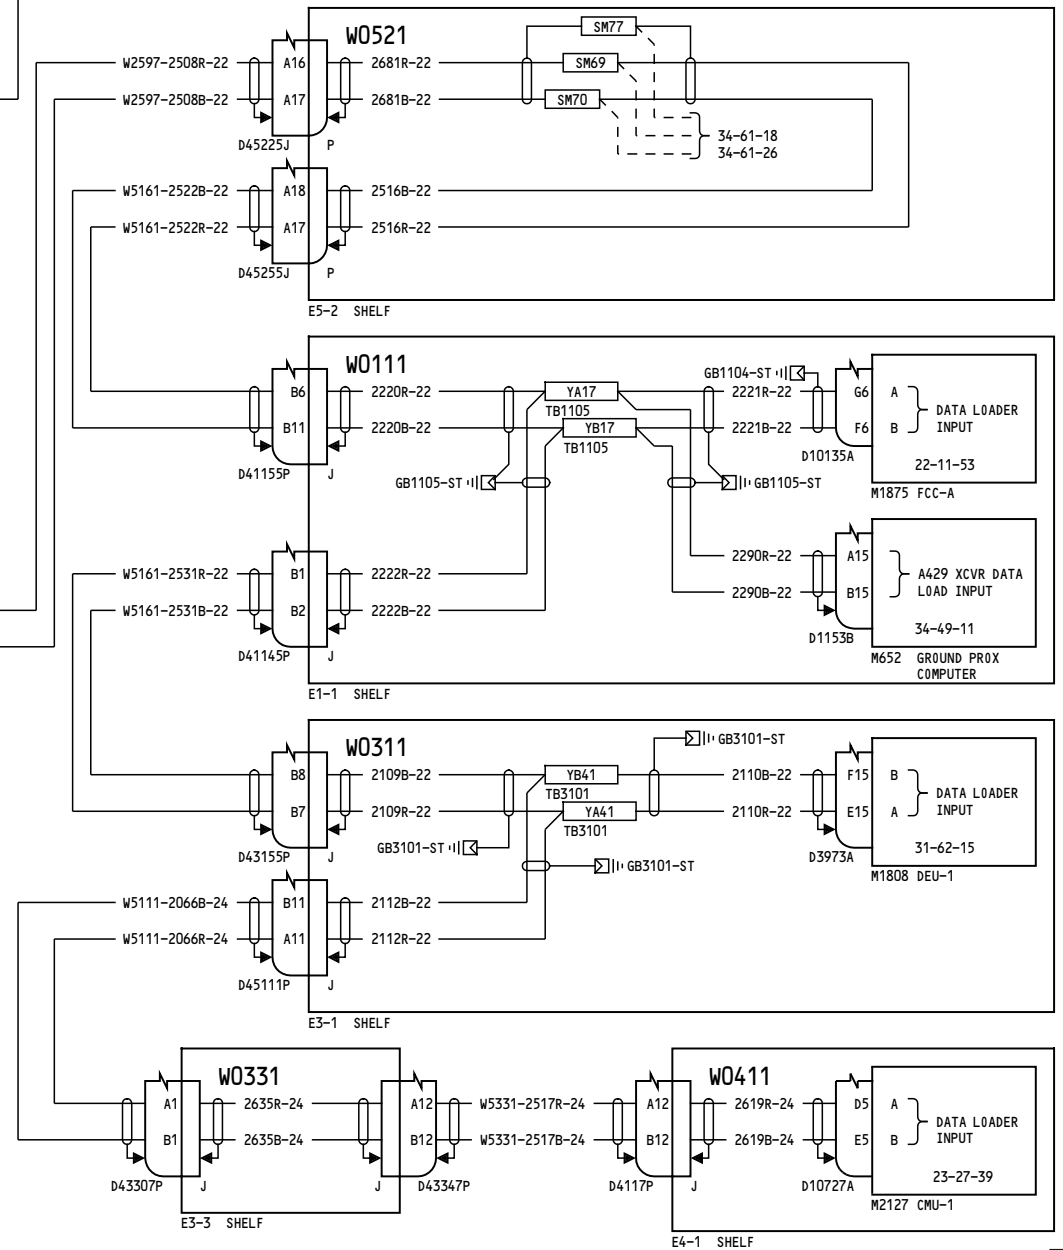 W0521
SM77
W2597-2508R-22 A16 2681R-22 SM69
W2597-2508B-22 A17 2681B-22 SM70
34-61-18
34-61-26
D45225J P
W5161-2522B-22 A18 2516B-22
W5161-2522R-22 A17 2516R-22
D45255J P
E5-2 SHELF
W0111
GB1104-ST
B6 2220R-22 YA17 2221R-22 G6 A
TB1105
DATA LOADER
INPUT
B11 2220B-22 YB17 2221B-22 F6 B
TB1105
D10135A
22-11-53
D41155P J
GB1105-ST GB1105-ST
M1875 FCC-A
W5161-2531R-22 B1 2222R-22
2290R-22 A15
A429 XCVR DATA
LOAD INPUT
W5161-2531B-22 B2 2222B-22
2290B-22 B15
34-49-11
D1153B
D41145P J
M652 GROUND PROX
COMPUTER
E1-1 SHELF
W0311
GB3101-ST
B8 2109B-22 YB41 2110B-22 F15 B
TB3101
DATA LOADER
INPUT
B7 2109R-22 YA41 2110R-22 E15 A
TB3101
GB3101-ST
31-62-15
D43155P J
D3973A
GB3101-ST
M1808 DEU-1
W5111-2066B-24 B11 2112B-22
W5111-2066R-24 A11 2112R-22
D45111P J
E3-1 SHELF
W0331
W0411
A1 2635R-24 A12 W5331-2517R-24 A12 2619R-24 D5 A
DATA LOADER
INPUT
B1 2635B-24 B12 W5331-2517B-24 B12 2619B-24 E5 B
23-27-39
D43307P J J D43347P D4117P J D10727A
M2127 CMU-1
E3-3 SHELF
E4-1 SHELF